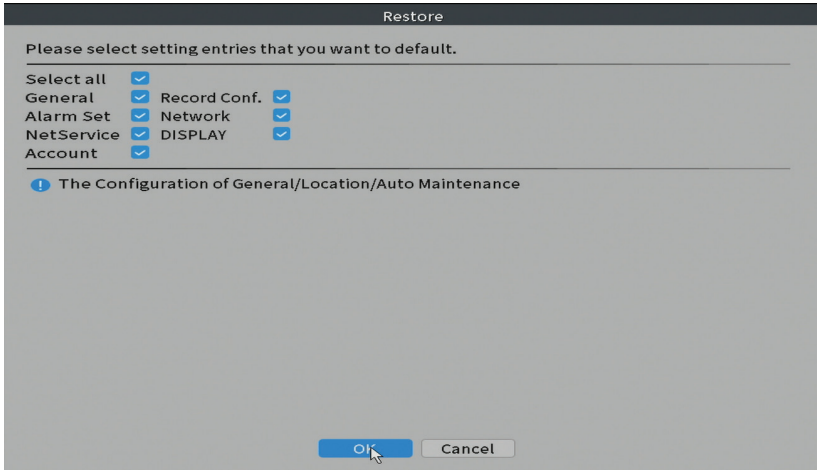 Restore
Please select setting entries that you want to default.
Select all
General Record Conf.
Alarm Set Network
NetService DISPLAY
Account
The Configuration of General/Location/Auto Maintenance
OK Cancel